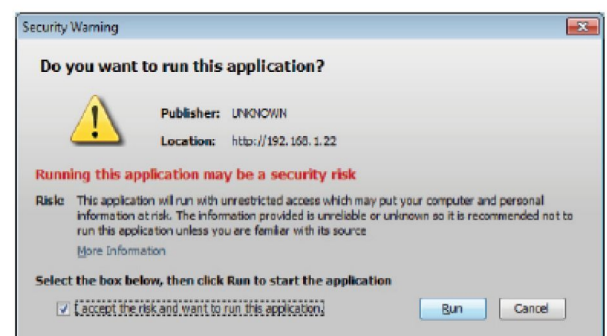 Security Warning
Do you want to run this application?
Publisher: UNKNOWN
Location: http://192.168.1.22
Running this application may be a security risk
Risk: This application will run with unrestricted access which may put your computer and personal
information at risk. The information provided is unreliable or unknown so it is recommended not to
run this application unless you are familiar with its source
More Information
Select the box below, then click Run to start the application
I accept the risk and want to run this application.
Run Cancel